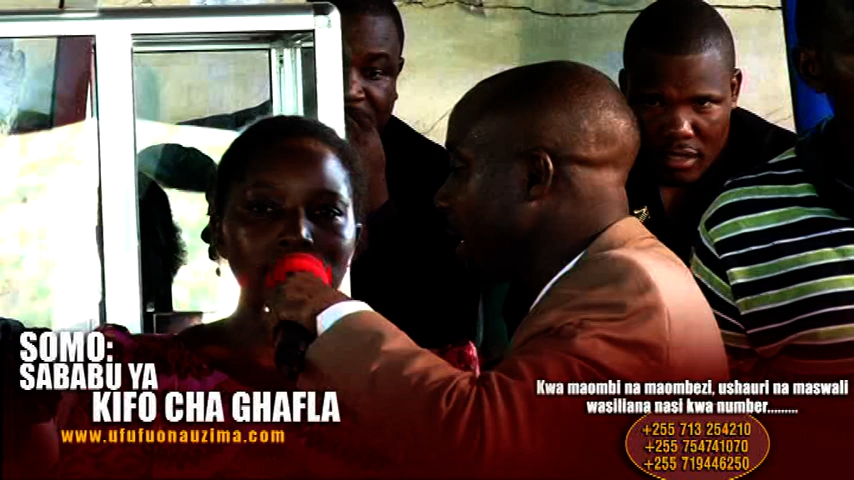 SOMO:
SABABU YA
KIFO CHA GHAFLA
www.ufufuonauzima.com
Kwa maombi na maombezi, ushauri na maswali
wasiliana nasi kwa number.........
+255 713 254210
+255 754741070
+255 719446250